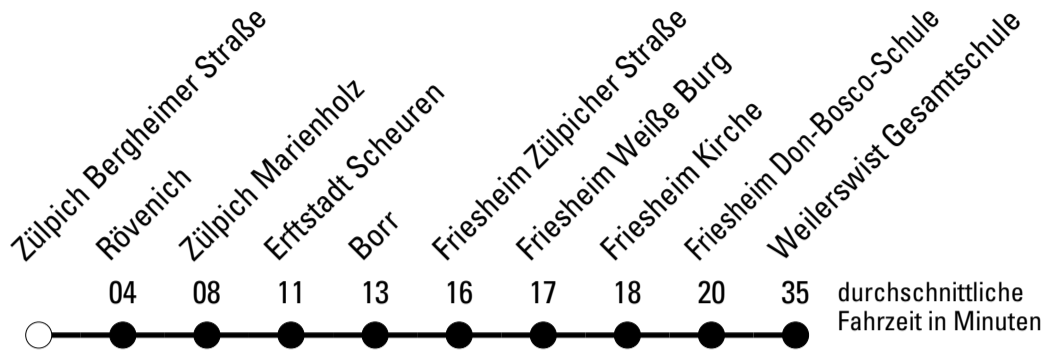 Zülpich Bergheimer Straße
Rövenich
Zülpich Marienholz
Erftstadt Scheuren
Borr
Friesheim Zülpicher Straße
Friesheim Weiße Burg
Friesheim Kirche
Friesheim Don-Bosco-Schule
Weilerswist Gesamtschule
04 08 11 13 16 17 18 20 35
durchschnittliche
Fahrzeit in Minuten